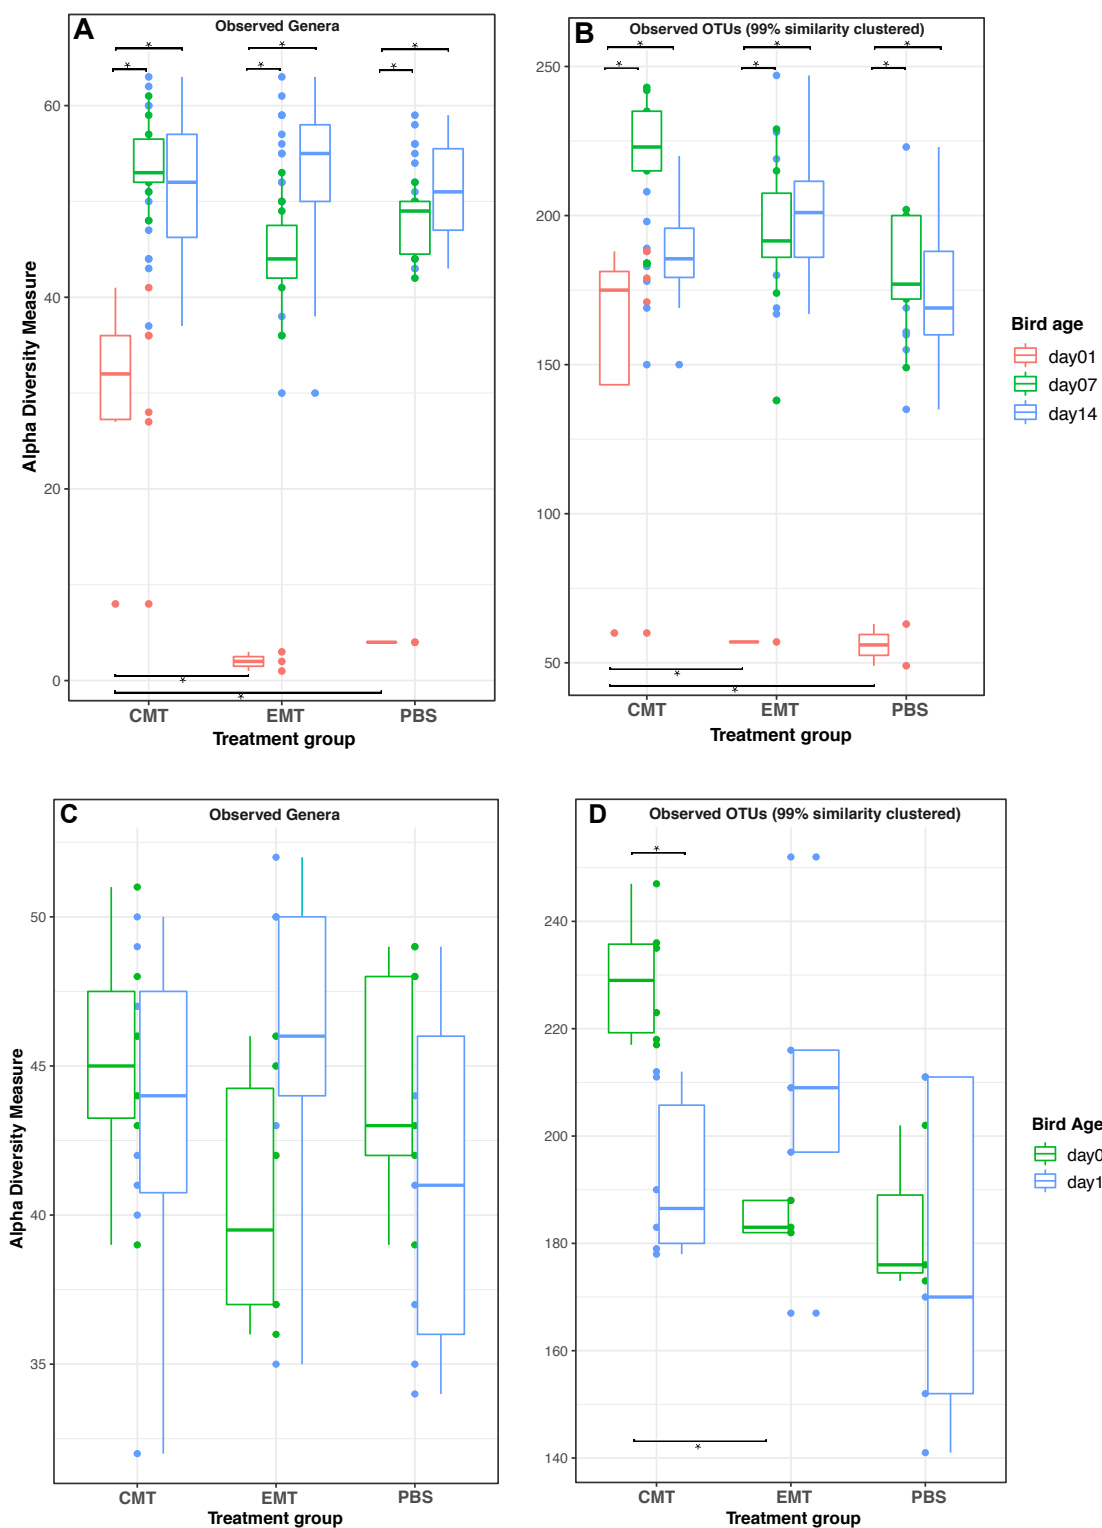 A
Observed Genera
* * *
* * *
60
40
20
0
Alpha Diversity Measure
*
*
CMT EMT PBS
Treatment group
B
Observed OTUs (99% similarity clustered)
* * *
* * *
250
200
150
100
50
*
*
CMT EMT PBS
Treatment group
Bird age
day01
day07
day14
C
Observed Genera
50
45
40
35
Alpha Diversity Measure
CMT EMT PBS
Treatment group
D
Observed OTUs (99% similarity clustered)
*
240
220
200
180
160
140
*
CMT EMT PBS
Treatment group
Bird Age
day0
day1